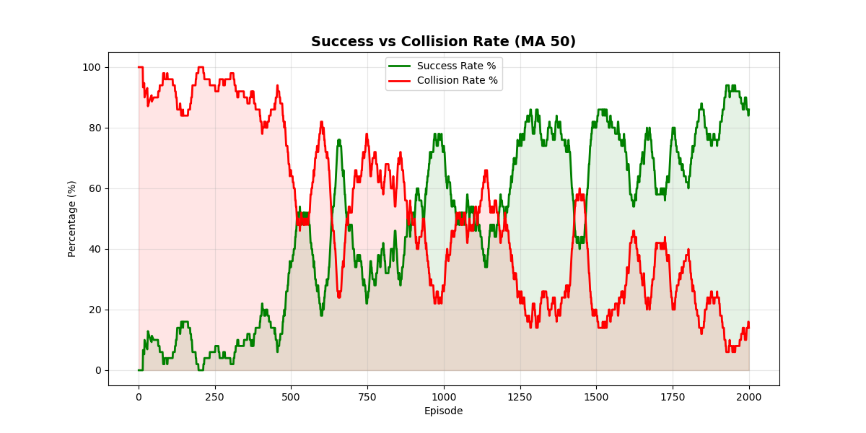 Success vs Collision Rate (MA 50)
Success Rate %
Collision Rate %
Percentage (%)
100
80
60
40
20
0
0 250 500 750 1000 1250 1500 1750 2000
Episode